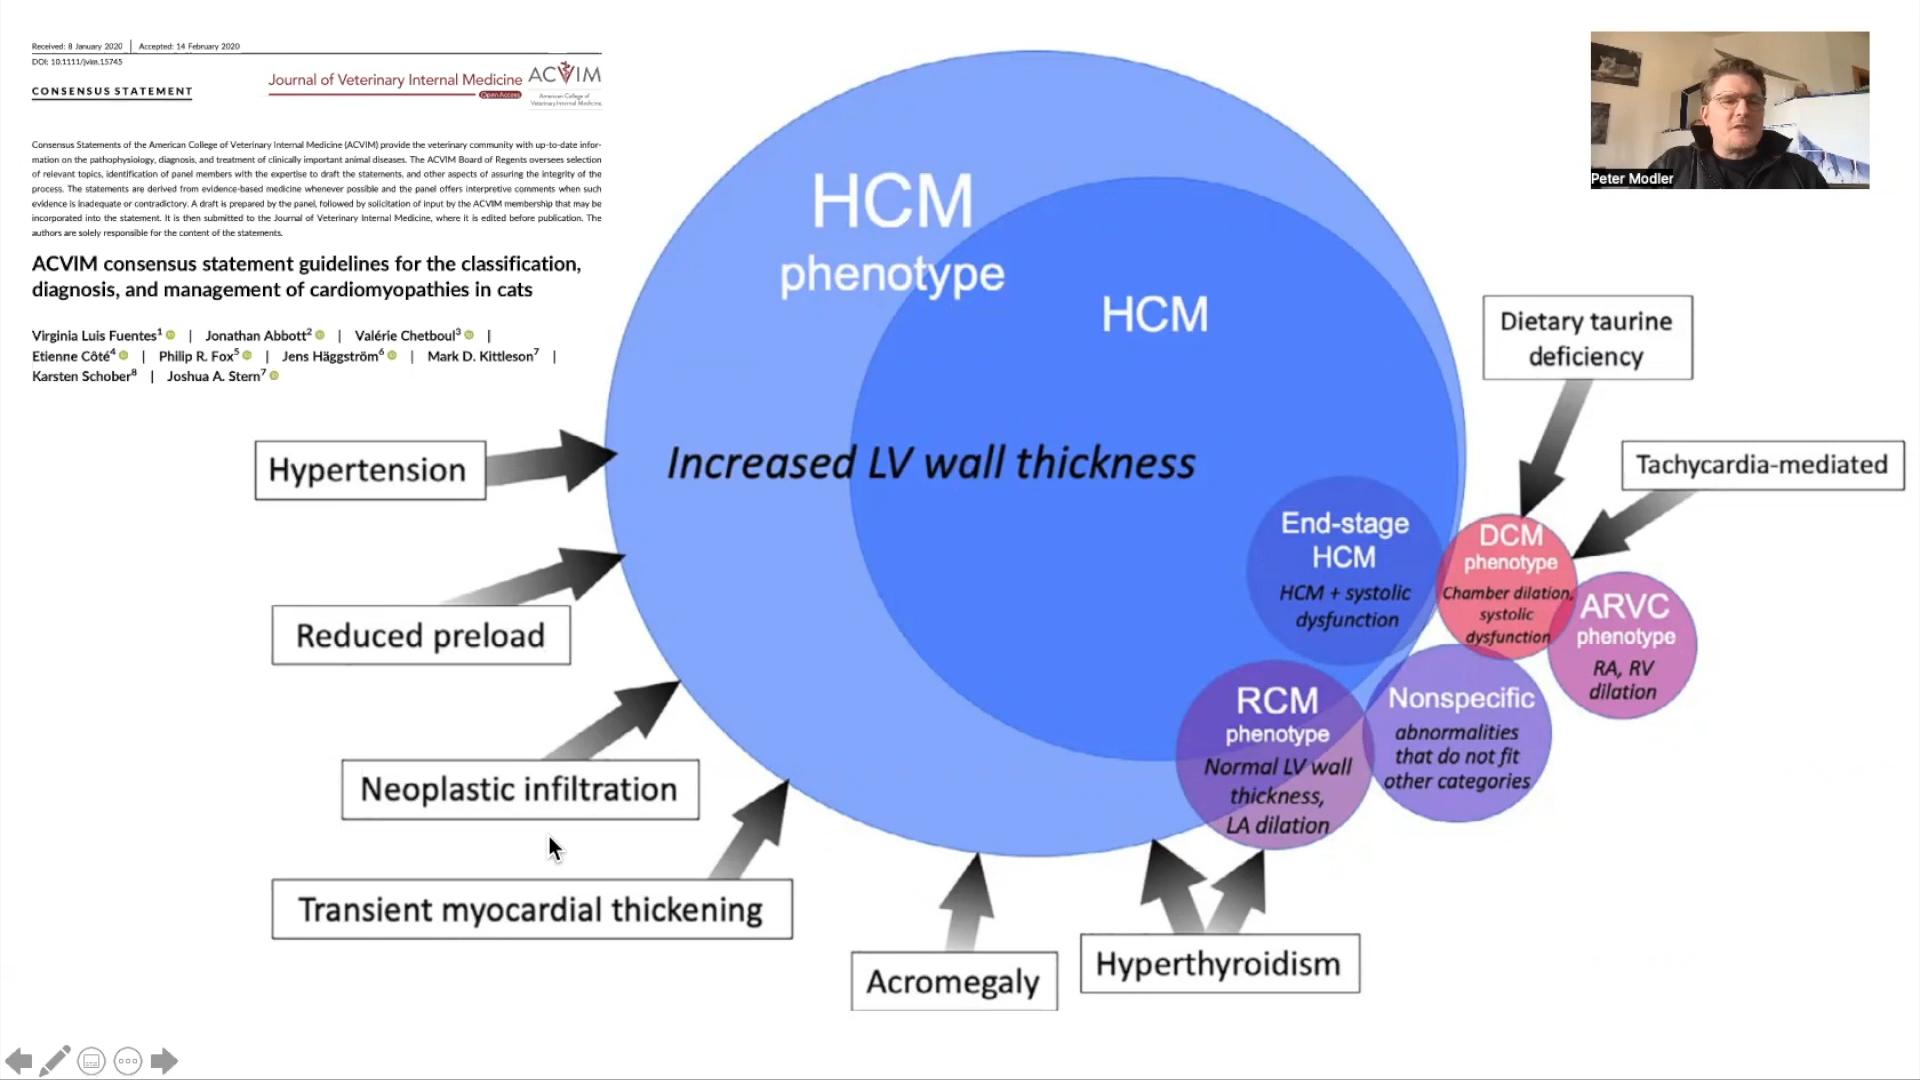 Received: 8 January 2020 | Accepted: 14 February 2020
DOI: 10.1111/jvim.15745
CONSENSUS STATEMENT
Journal of Veterinary Internal Medicine
Open Access
ACVIM
American College of
Veterinary Internal Medicine
Consensus Statements of the American College of Veterinary Internal Medicine (ACVIM) provide the veterinary community with up-to-date infor-
mation on the pathophysiology, diagnosis, and treatment of clinically important animal diseases. The ACVIM Board of Regents oversees selection
of relevant topics, identification of panel members with the expertise to draft the statements, and other aspects of assuring the integrity of the
process. The statements are derived from evidence-based medicine whenever possible and the panel offers interpretive comments when such
evidence is inadequate or contradictory. A draft is prepared by the panel, followed by solicitation of input by the ACVIM membership that may be
incorporated into the statement. It is then submitted to the Journal of Veterinary Internal Medicine, where it is edited before publication. The
authors are solely responsible for the content of the statements.
ACVIM consensus statement guidelines for the classification,
diagnosis, and management of cardiomyopathies in cats
Virginia Luis Fuentes1 | Jonathan Abbott2 | Valérie Chetboul3 |
Etienne Côté4 | Philip R. Fox5 | Jens Häggström6 | Mark D. Kittleson7 |
Karsten Schober8 | Joshua A. Stern7
Peter Modler
HCM
phenotype
HCM
Increased LV wall thickness
Dietary taurine
deficiency
Tachycardia-mediated
Hypertension
Reduced preload
Neoplastic infiltration
Transient myocardial thickening
Acromegaly
Hyperthyroidism
End-stage
HCM
HCM + systolic
dysfunction
DCM
phenotype
Chamber dilation,
systolic
dysfunction
ARVC
phenotype
RA, RV
dilation
RCM
phenotype
Normal LV wall
thickness,
LA dilation
Nonspecific
abnormalities
that do not fit
other categories